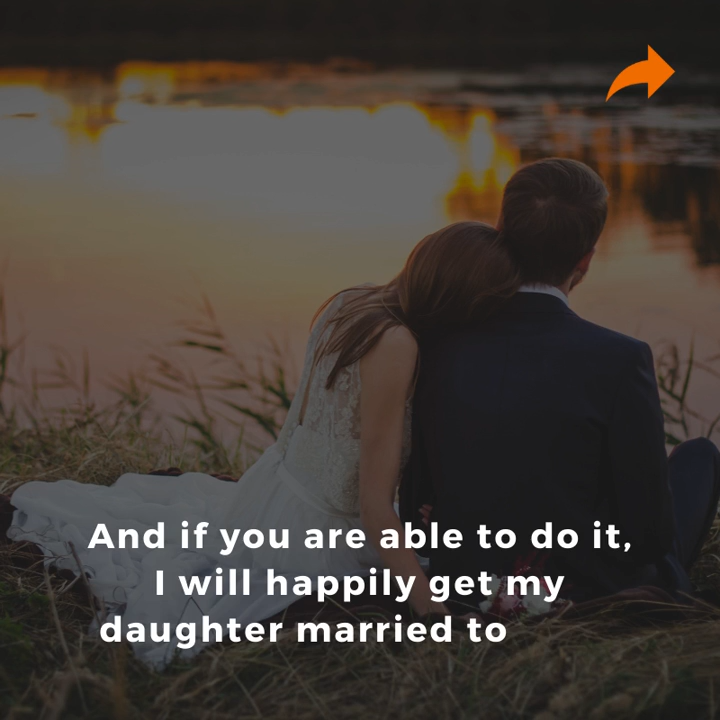 And if you are able to do it,
I will happily get my
daughter married to